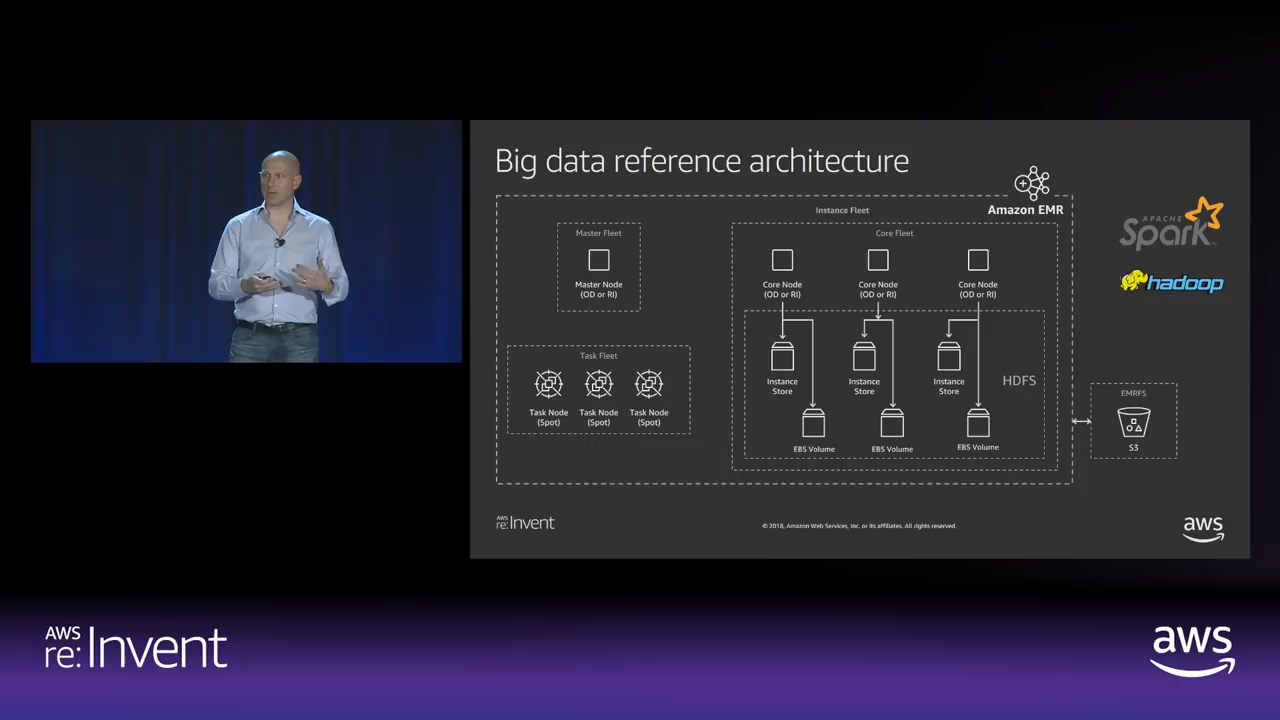 Big data reference architecture
Instance Fleet
Amazon EMR
Master Fleet
Master Node
(OD or RI)
Core Fleet
Core Node
(OD or RI)
Core Node
(OD or RI)
Core Node
(OD or RI)
Task Fleet
Task Node
(Spot)
Task Node
(Spot)
Task Node
(Spot)
Instance
Store
Instance
Store
Instance
Store
HDFS
EBS Volume
EBS Volume
EBS Volume
EMRFS
S3
APACHE
Spark
hadoop
AWS
re:Invent
© 2018, Amazon Web Services, Inc. or its affiliates. All rights reserved.
aws
AWS
re:Invent
aws